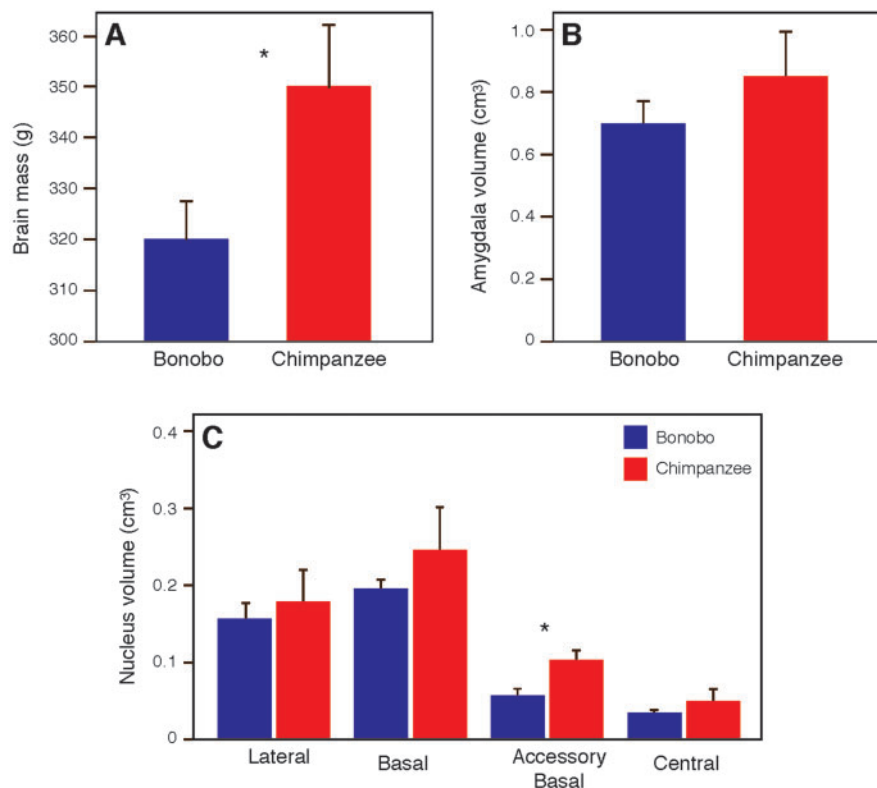 A
Brain mass (g)
360
350
340
330
320
310
300
*
Bonobo
Chimpanzee
B
Amygdala volume (cm³)
1.0
0.8
0.6
0.4
0.2
0
Bonobo
Chimpanzee
C
Nucleus volume (cm³)
0.4
0.3
0.2
0.1
0
*
Bonobo
Chimpanzee
Lateral
Basal
Accessory
Basal
Central